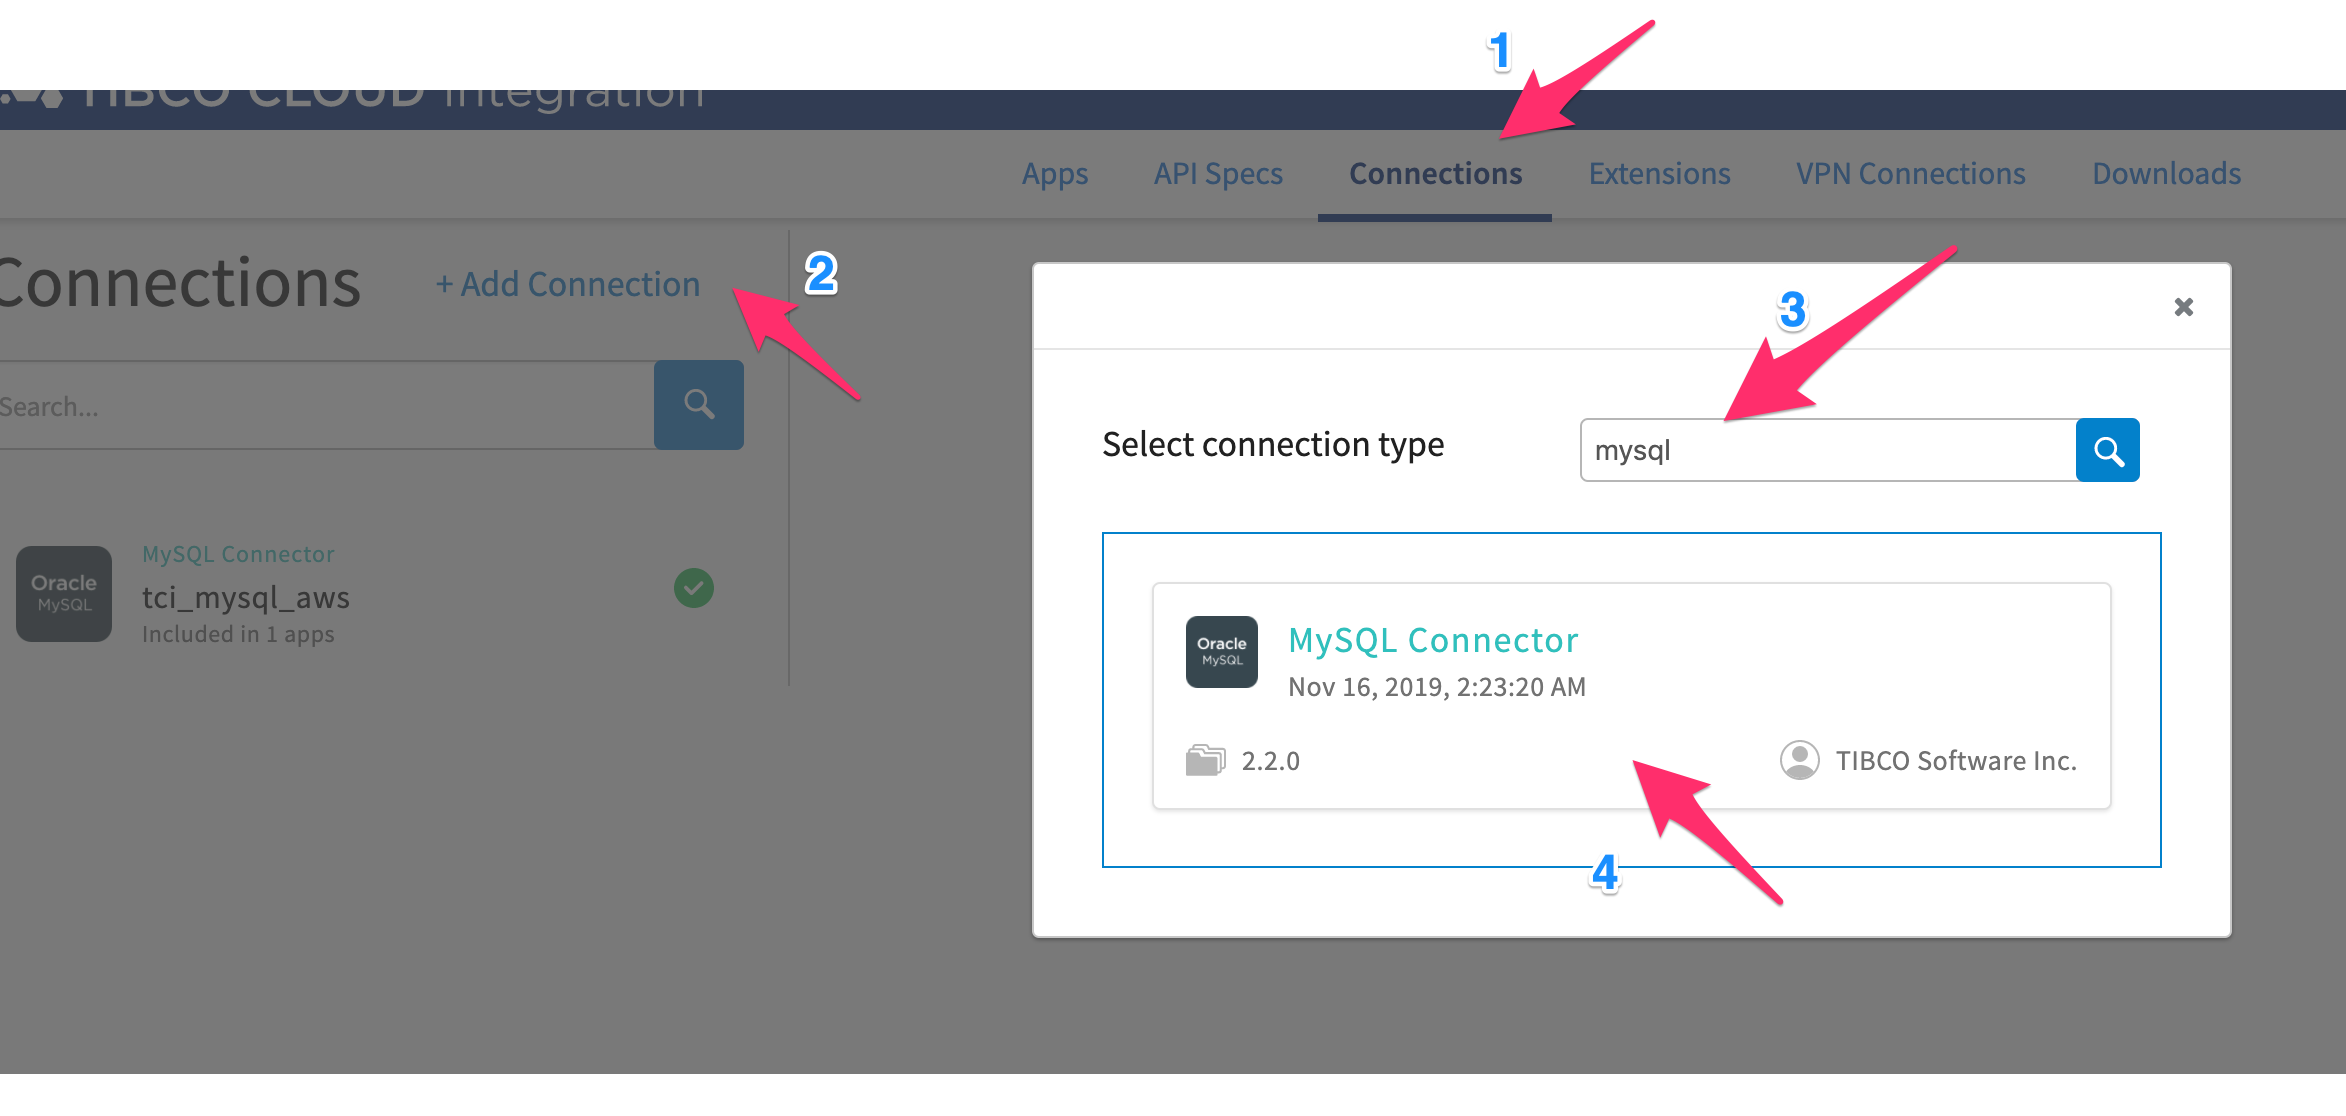 1
TIBCO CLOUD Integration
Apps
API Specs
Connections
Extensions
VPN Connections
Downloads
Connections
+ Add Connection
2
Search...
MySQL Connector
Oracle
MySQL
tci_mysql_aws
Included in 1 apps
3
Select connection type
mysql
Oracle
MySQL
MySQL Connector
Nov 16, 2019, 2:23:20 AM
2.2.0
TIBCO Software Inc.
4